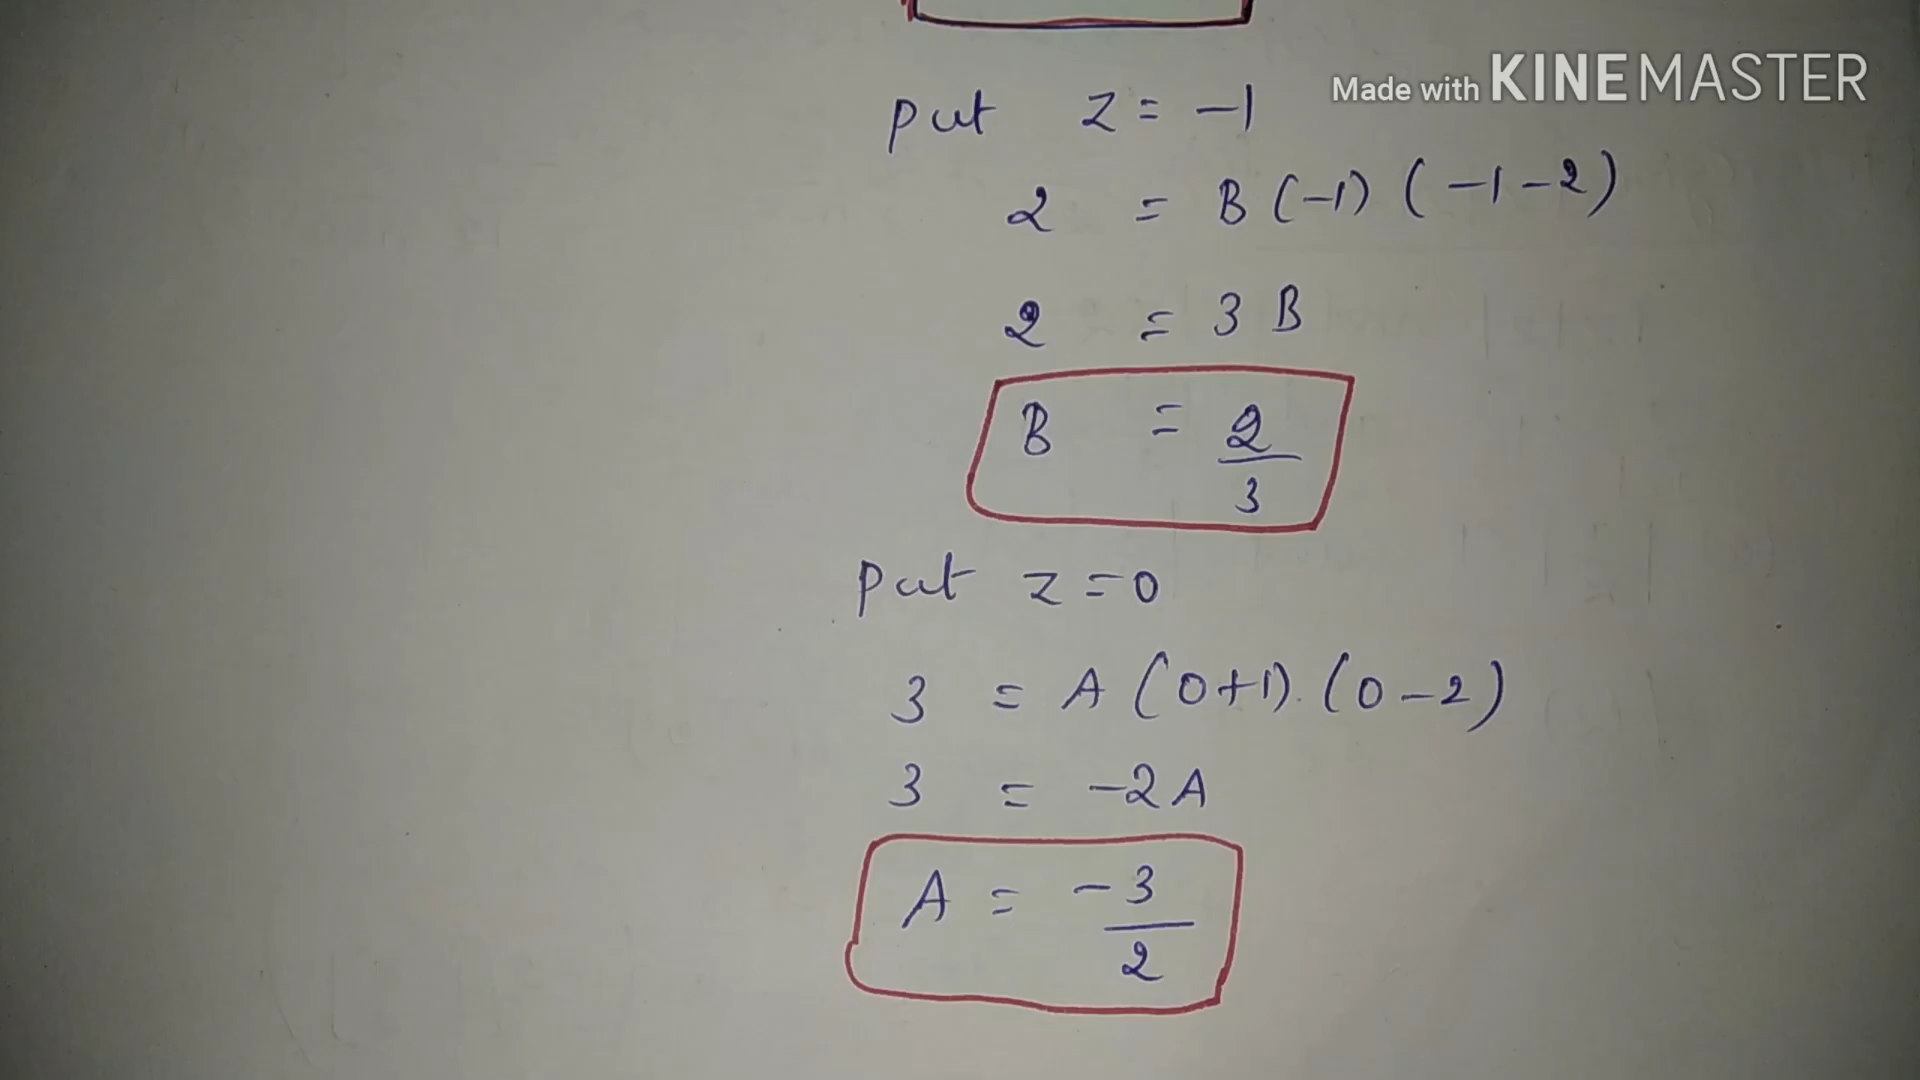 Made with KINEMASTER
put z = -1
2 = B (-1) (-1-2)
2 = 3 B
B = 2/3
put z = 0
3 = A (0+1). (0-2)
3 = -2A
A = -3/2